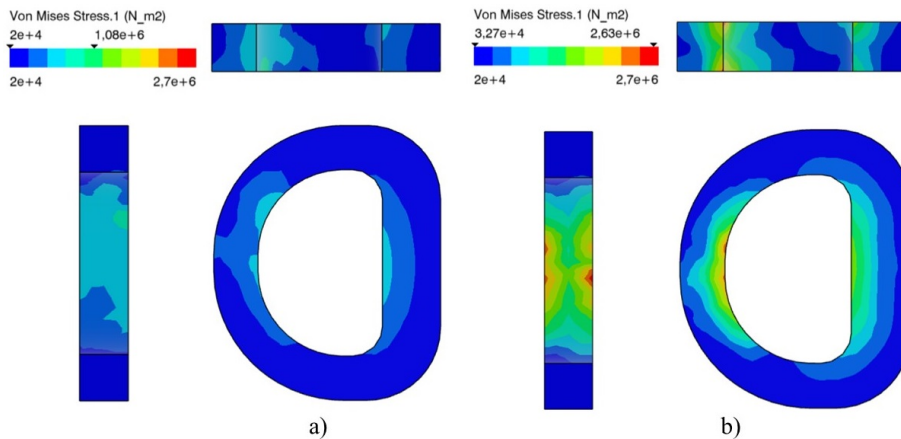 Von Mises Stress.1 (N_m2)
2e+4 1,08e+6
2e+4 2,7e+6
Von Mises Stress.1 (N_m2)
3,27e+4 2,63e+6
2e+4 2,7e+6
a) b)